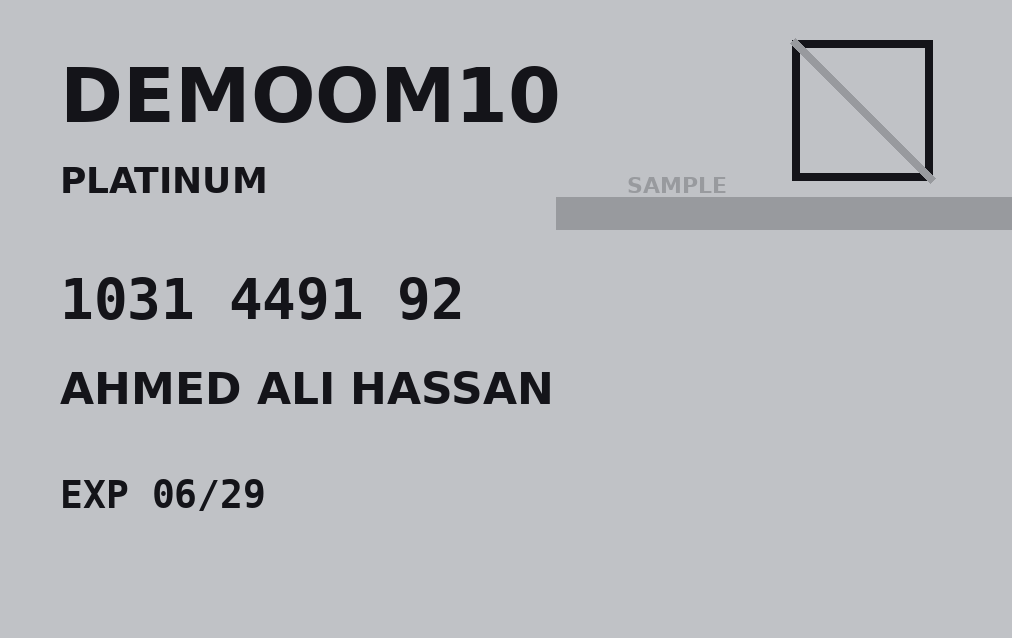 DEMOOM10
PLATINUM
SAMPLE
1031 4491 92
AHMED ALI HASSAN
EXP 06/29